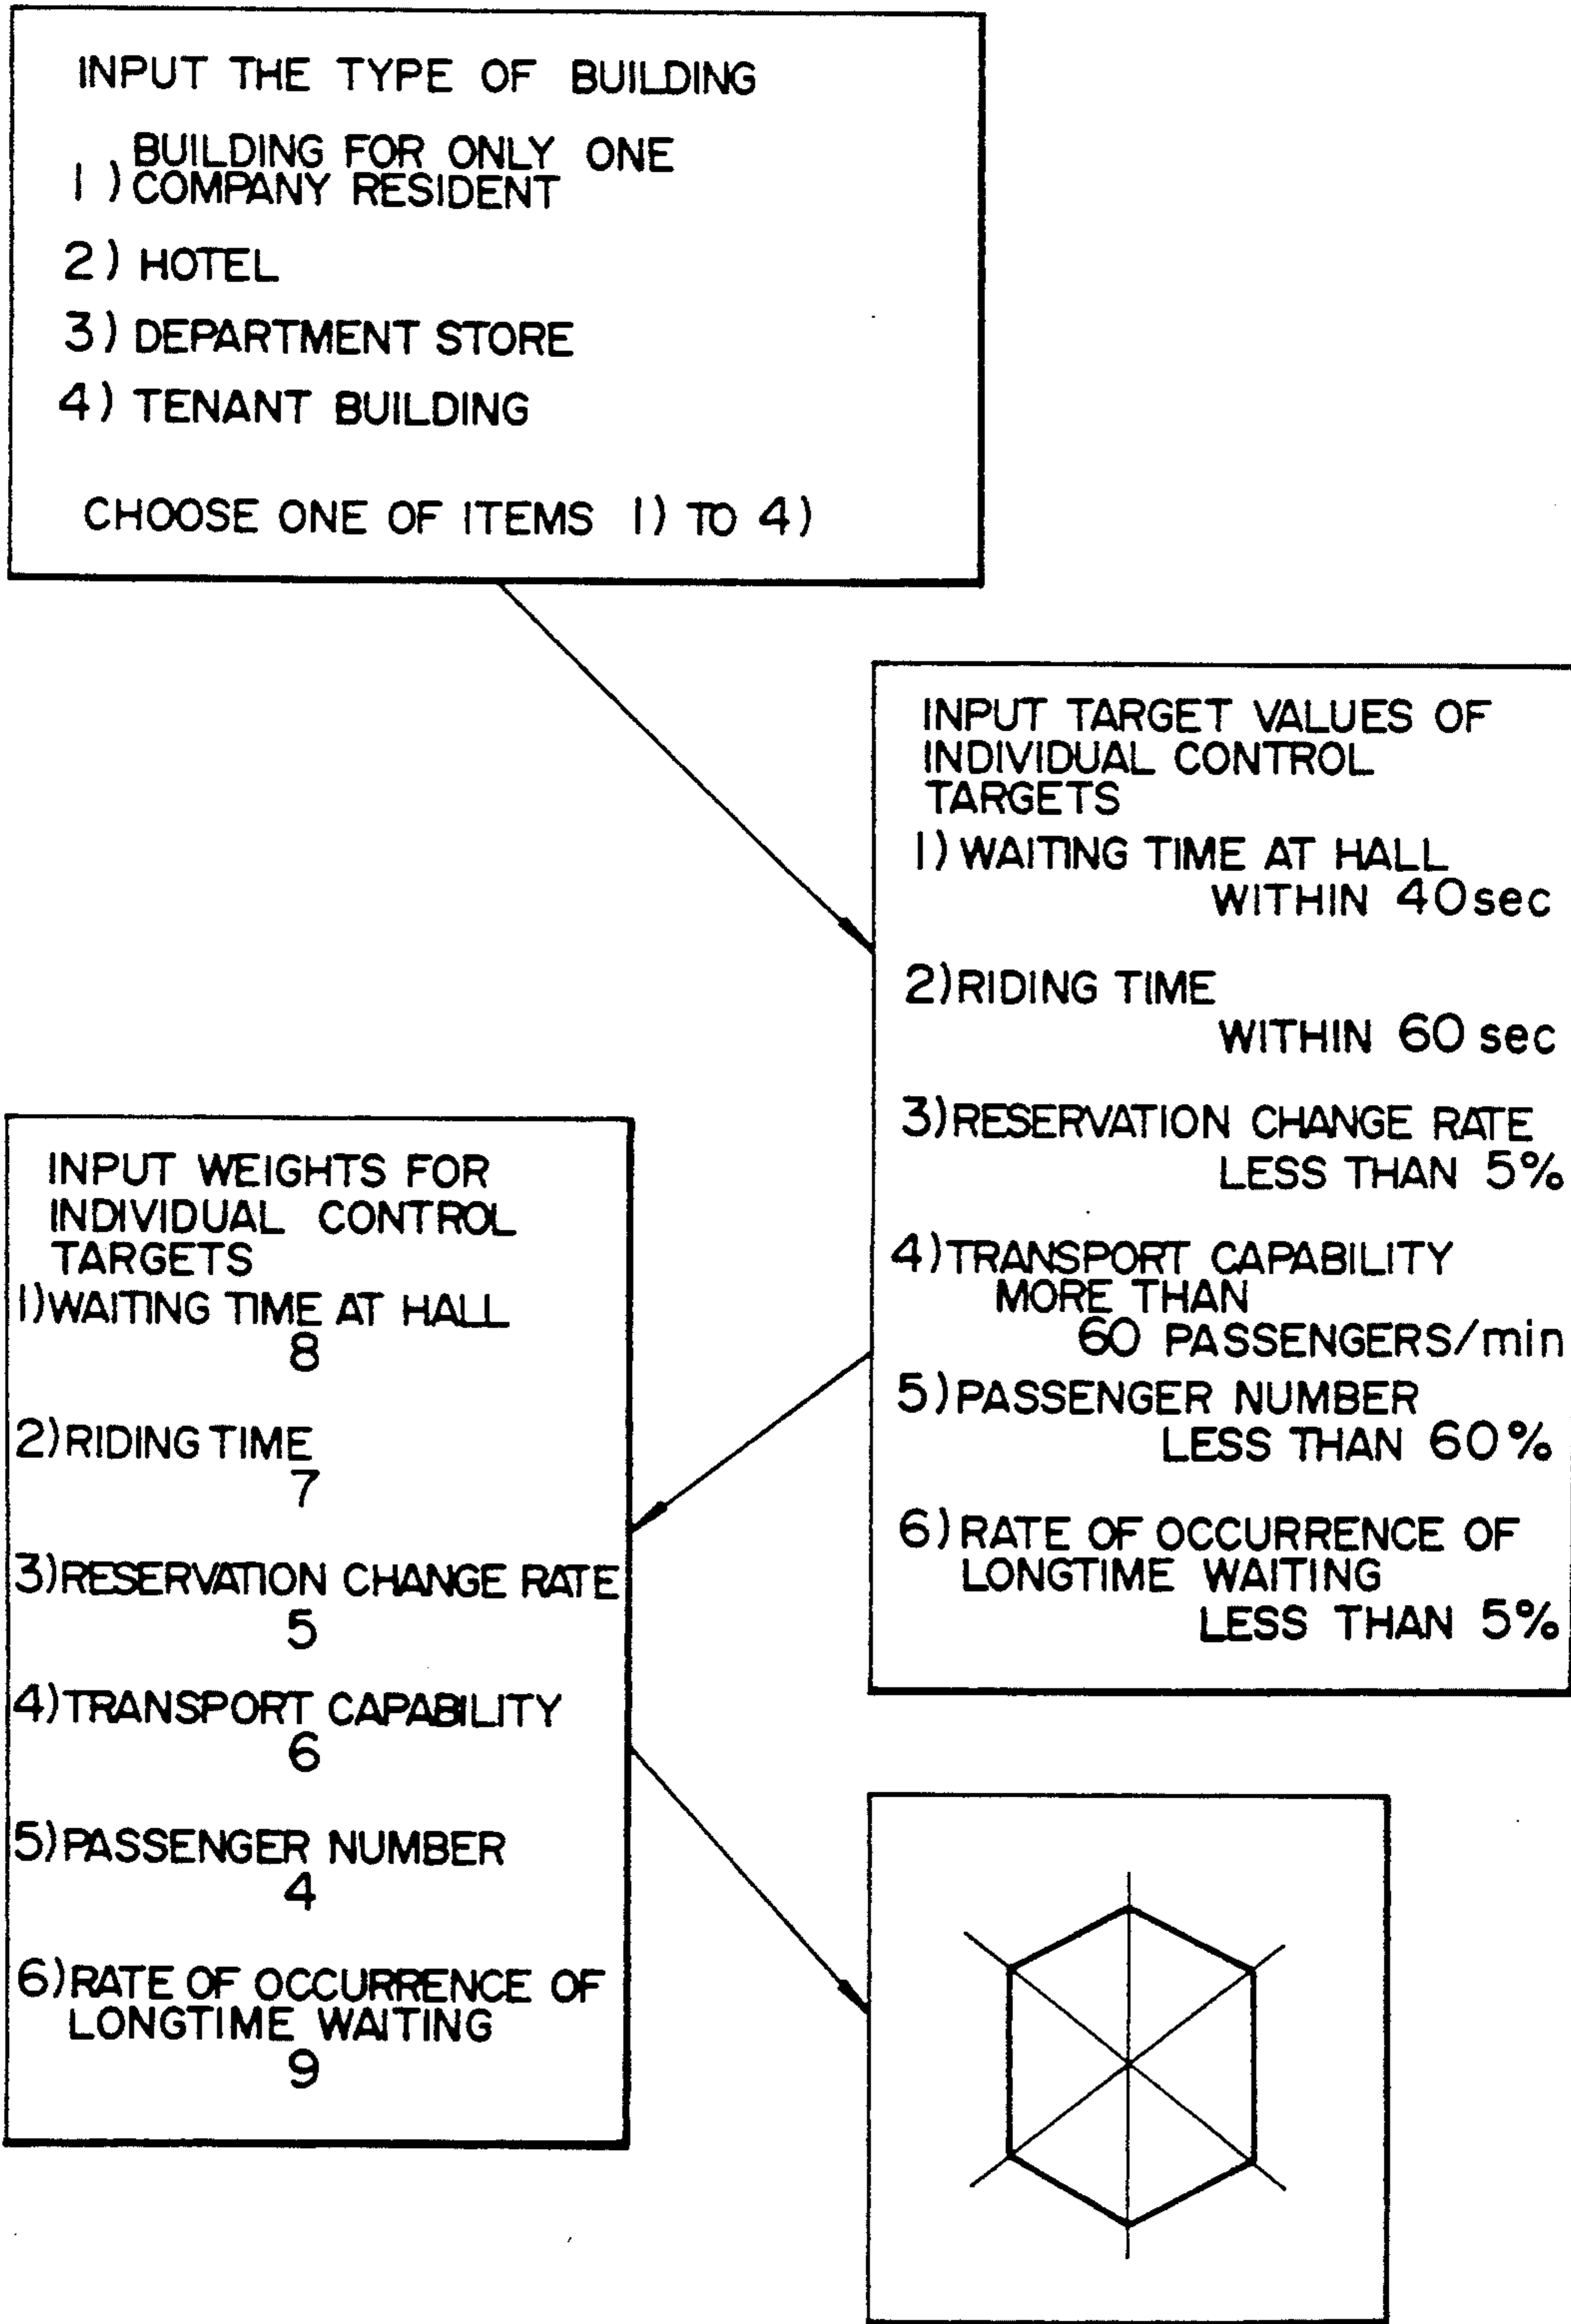 INPUT THE TYPE OF BUILDING
BUILDING FOR ONLY ONE
1) COMPANY RESIDENT
2) HOTEL
3) DEPARTMENT STORE
4) TENANT BUILDING
CHOOSE ONE OF ITEMS 1) TO 4)
INPUT TARGET VALUES OF
INDIVIDUAL CONTROL
TARGETS
1) WAITING TIME AT HALL
WITHIN 40sec
2) RIDING TIME
WITHIN 60 sec
3) RESERVATION CHANGE RATE
LESS THAN 5%
4) TRANSPORT CAPABILITY
MORE THAN
60 PASSENGERS/min
5) PASSENGER NUMBER
LESS THAN 60%
6) RATE OF OCCURRENCE OF
LONGTIME WAITING
LESS THAN 5%
INPUT WEIGHTS FOR
INDIVIDUAL CONTROL
TARGETS
1) WAITING TIME AT HALL
8
2) RIDING TIME
7
3) RESERVATION CHANGE RATE
5
4) TRANSPORT CAPABILITY
6
5) PASSENGER NUMBER
4
6) RATE OF OCCURRENCE OF
LONGTIME WAITING
9